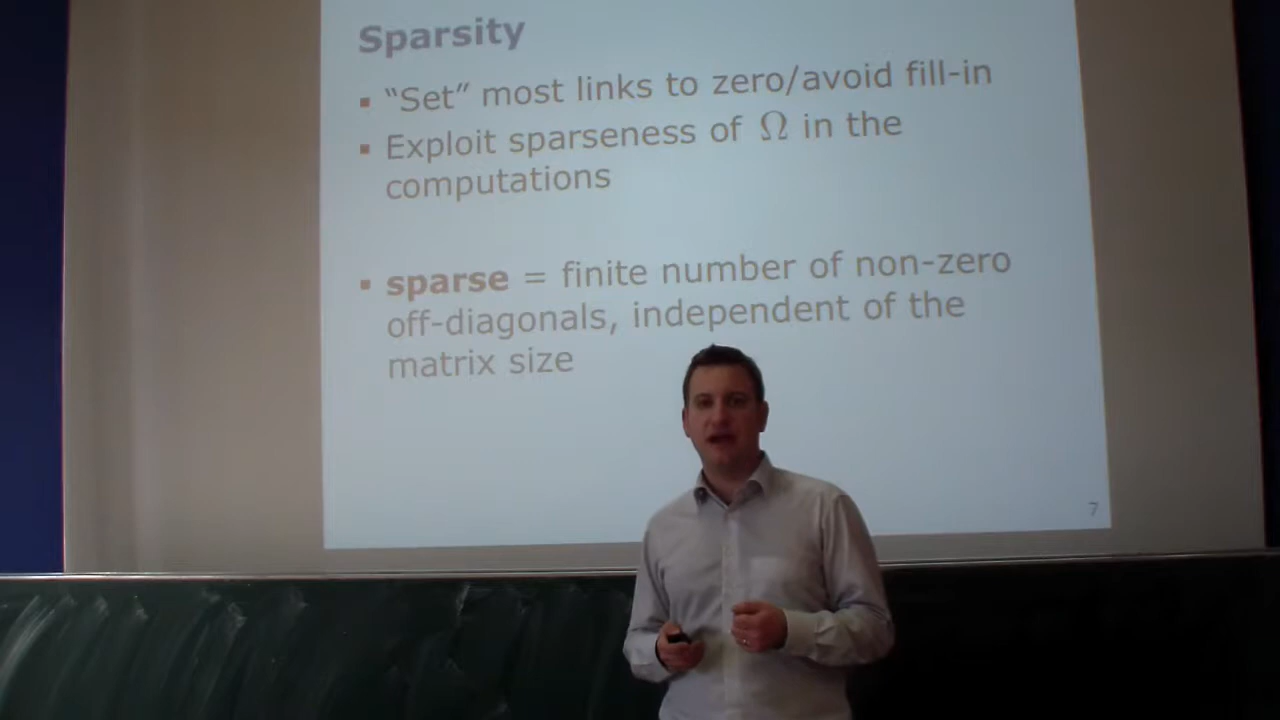 Sparsity
▪ “Set” most links to zero/avoid fill-in
▪ Exploit sparseness of Ω in the
computations
▪ sparse = finite number of non-zero
off-diagonals, independent of the
matrix size
7